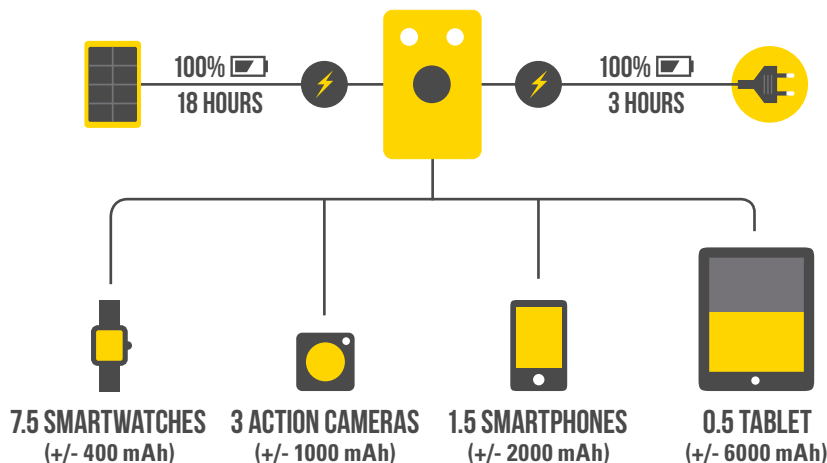 100%
18 HOURS
100%
3 HOURS
7.5 SMARTWATCHES
(+/- 400 mAh)
3 ACTION CAMERAS
(+/- 1000 mAh)
1.5 SMARTPHONES
(+/- 2000 mAh)
0.5 TABLET
(+/- 6000 mAh)